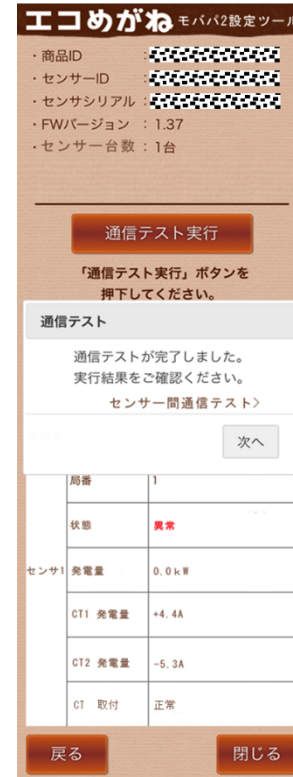 エコめがね モバパ2設定ツール
・商品ID :
・センサーID :
・センサシリアル :
・FWバージョン : 1.37
・センサー台数 : 1台
通信テスト実行
「通信テスト実行」ボタンを
押下してください。
通信テスト
通信テストが完了しました。
実行結果をご確認ください。
センサー間通信テスト>
次へ
局番 1
状態 異常
センサ1 発電量 0.0kW
CT1 発電量 +4.4A
CT2 発電量 -5.3A
CT 取付 正常
戻る 閉じる